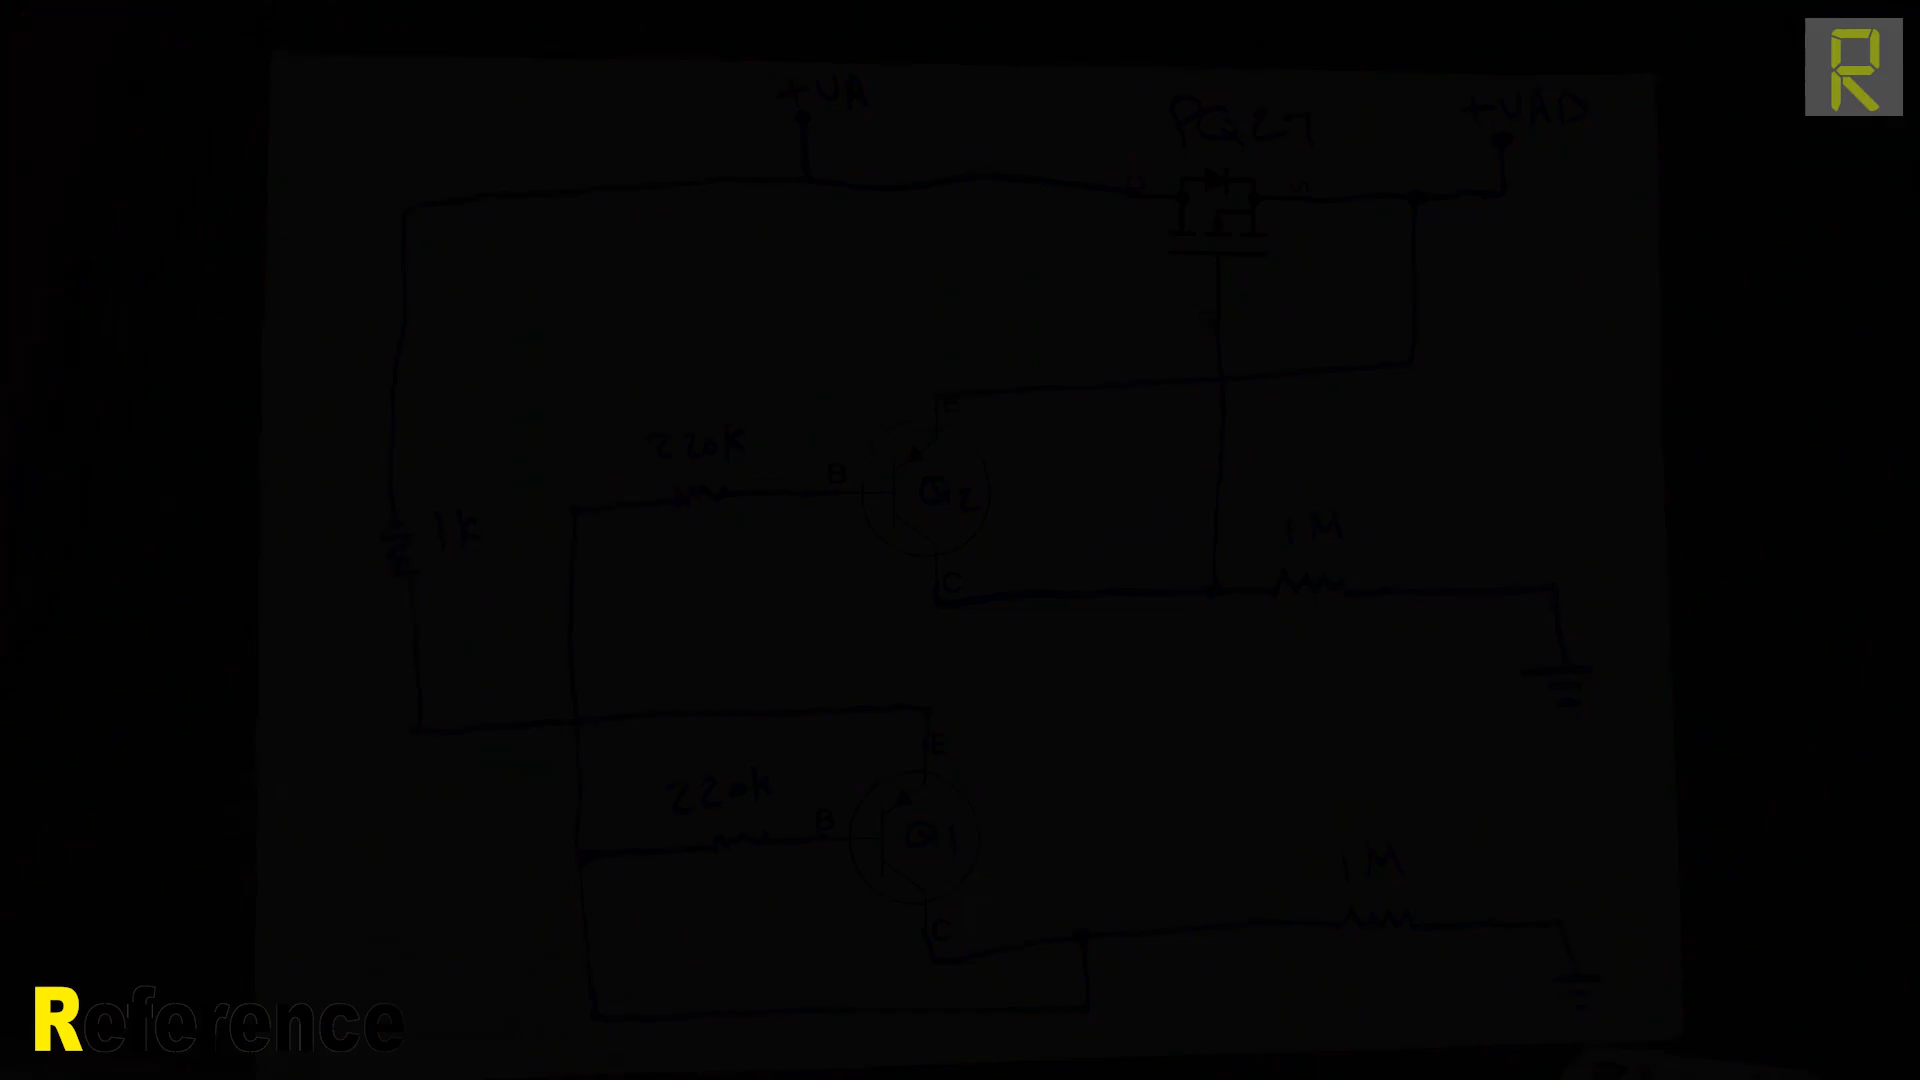 R
+VA
PQ27
+VAD
D
S
E
220K
B
Q2
1k
1M
C
E
220k
B
Q1
1M
C
Reference